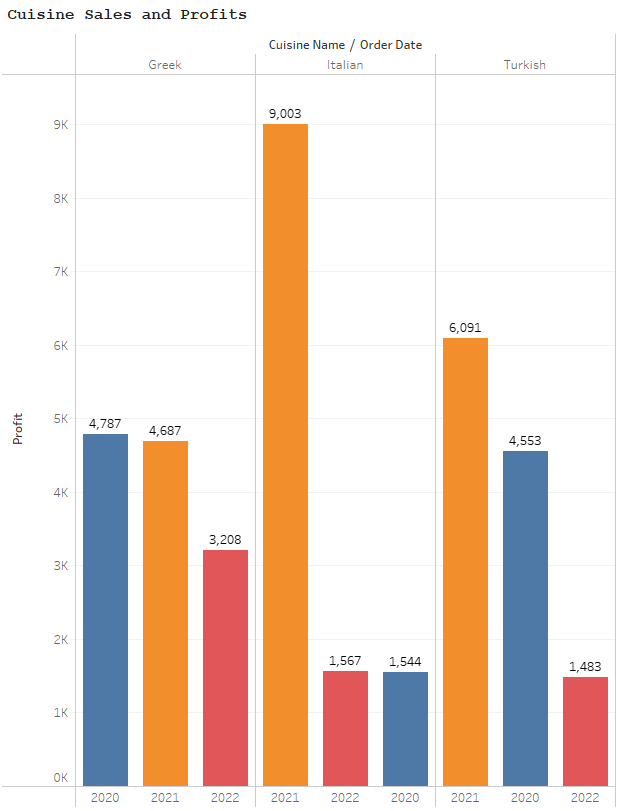 Cuisine Sales and Profits
Cuisine Name / Order Date
Greek Italian Turkish
Profit
9K
8K
7K
6K
5K
4K
3K
2K
1K
0K
4,787 4,687 3,208 9,003 1,567 1,544 6,091 4,553 1,483
2020 2021 2022 2021 2022 2020 2021 2020 2022